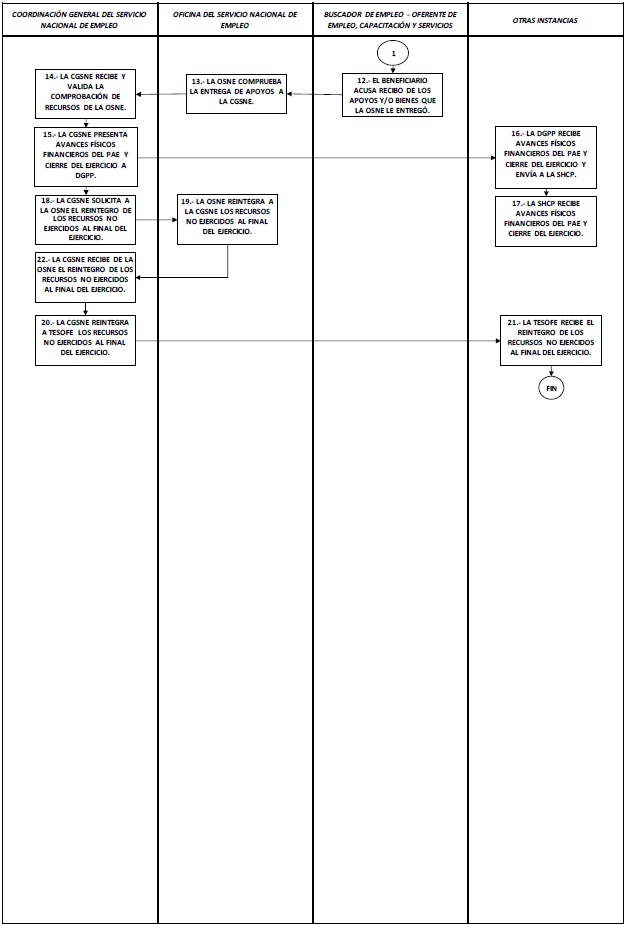 COORDINACIÓN GENERAL DEL SERVICIO
NACIONAL DE EMPLEO
OFICINA DEL SERVICIO NACIONAL DE
EMPLEO
BUSCADOR DE EMPLEO - OFERENTE DE
EMPLEO, CAPACITACIÓN Y SERVICIOS
OTRAS INSTANCIAS
1
12.- EL BENEFICIARIO
ACUSA RECIBO DE LOS
APOYOS Y/O BIENES QUE
LA OSNE LE ENTREGÓ.
13.- LA OSNE COMPRUEBA
LA ENTREGA DE APOYOS A
LA CGSNE.
14.- LA CGSNE RECIBE Y
VALIDA LA
COMPROBACIÓN DE
RECURSOS DE LA OSNE.
15.- LA CGSNE PRESENTA
AVANCES FÍSICOS
FINANCIEROS DEL PAE Y
CIERRE DEL EJERCICIO A
DGPP.
16.- LA DGPP RECIBE
AVANCES FÍSICOS
FINANCIEROS DEL PAE Y
CIERRE DEL EJERCICIO Y
ENVÍA A LA SHCP.
17.- LA SHCP RECIBE
AVANCES FÍSICOS
FINANCIEROS DEL PAE Y
CIERRE DEL EJERCICIO.
18.- LA CGSNE SOLICITA A
LA OSNE EL REINTEGRO DE
LOS RECURSOS NO
EJERCIDOS AL FINAL DEL
EJERCICIO.
19.- LA OSNE REINTEGRA A
LA CGSNE LOS RECURSOS
NO EJERCIDOS AL FINAL
DEL EJERCICIO.
22.- LA CGSNE RECIBE DE LA
OSNE EL REINTEGRO DE LOS
RECURSOS NO EJERCIDOS
AL FINAL DEL EJERCICIO.
20.- LA CGSNE REINTEGRA
A TESOFE LOS RECURSOS
NO EJERCIDOS AL FINAL
DEL EJERCICIO.
21.- LA TESOFE RECIBE EL
REINTEGRO DE LOS
RECURSOS NO EJERCIDOS
AL FINAL DEL EJERCICIO.
FIN